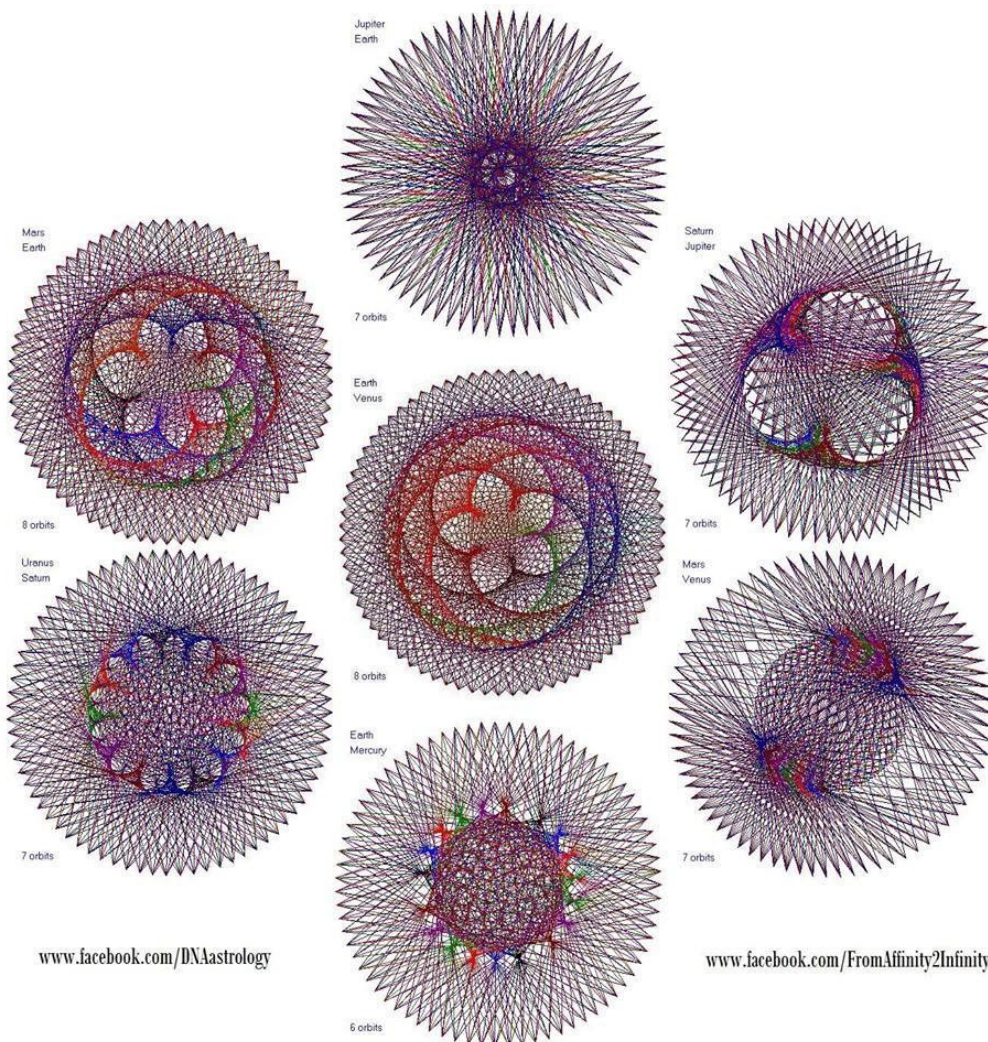 Jupiter
Earth
7 orbits
Mars
Earth
8 orbits
Saturn
Jupiter
7 orbits
Earth
Venus
8 orbits
Uranus
Saturn
7 orbits
Mars
Venus
7 orbits
Earth
Mercury
6 orbits
www.facebook.com/DNAastrology
www.facebook.com/FromAffinity2Infinity